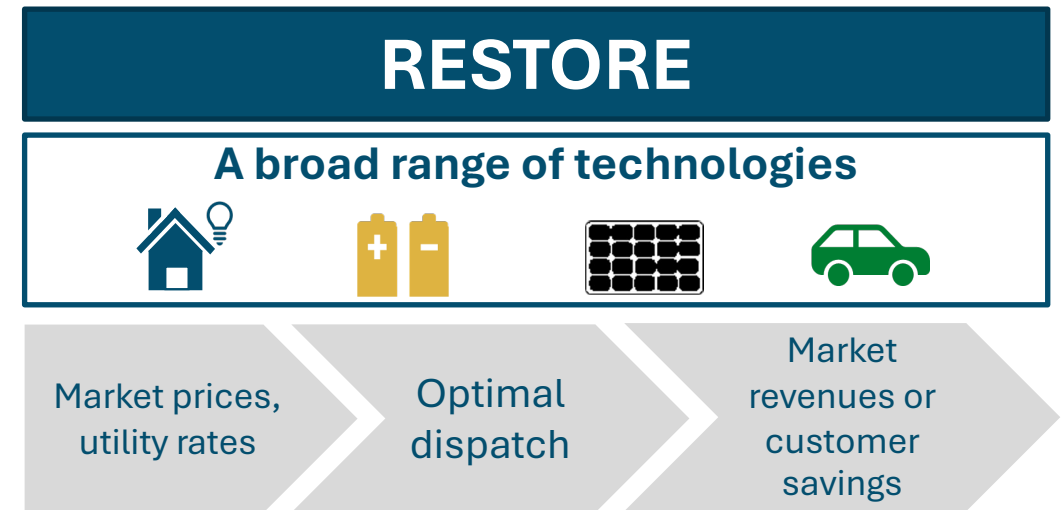 RESTORE
A broad range of technologies
+ −
Market prices,
utility rates
Optimal
dispatch
Market
revenues or
customer
savings